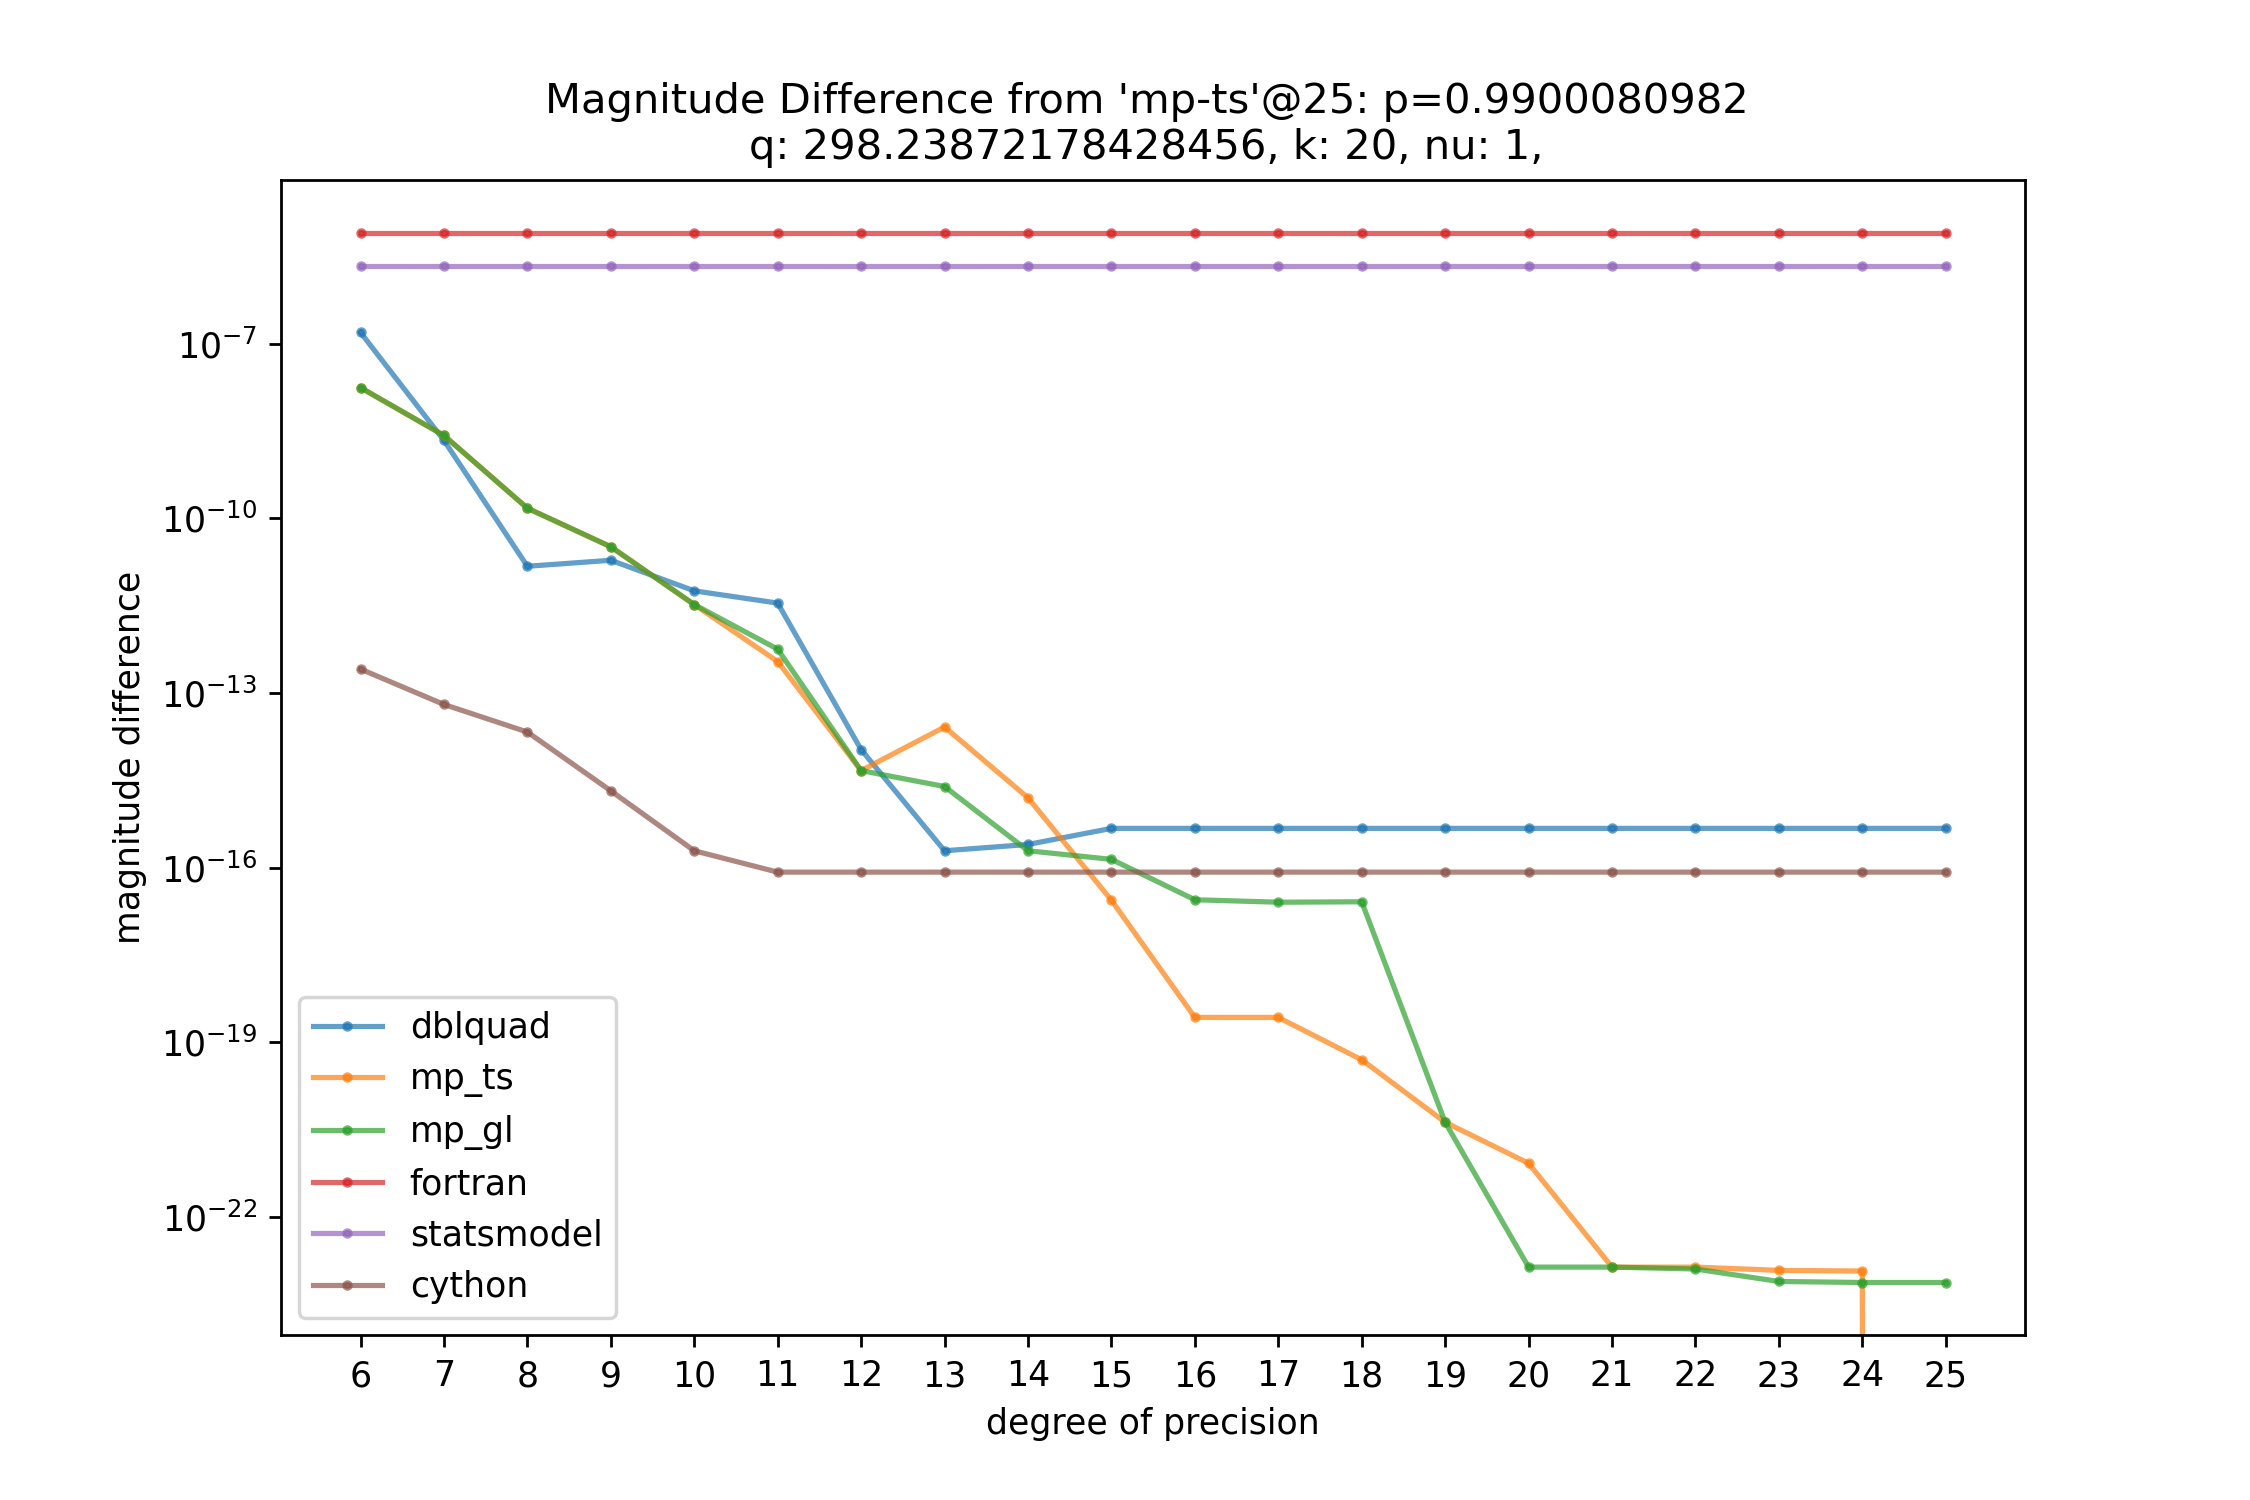 Magnitude Difference from 'mp-ts'@25: p=0.9900080982
q: 298.23872178428456, k: 20, nu: 1,
magnitude difference
10⁻⁷
10⁻¹⁰
10⁻¹³
10⁻¹⁶
10⁻¹⁹
10⁻²²
dblquad
mp_ts
mp_gl
fortran
statsmodel
cython
6 7 8 9 10 11 12 13 14 15 16 17 18 19 20 21 22 23 24 25
degree of precision